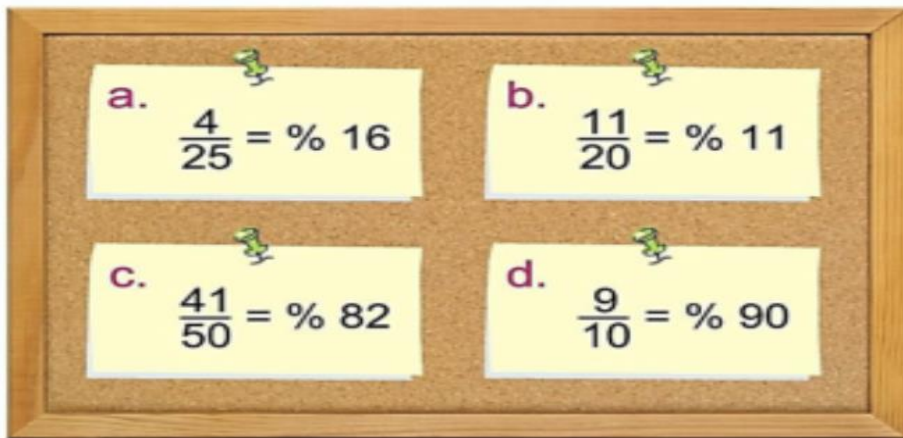 a.
4/25 = % 16
b.
11/20 = % 11
c.
41/50 = % 82
d.
9/10 = % 90